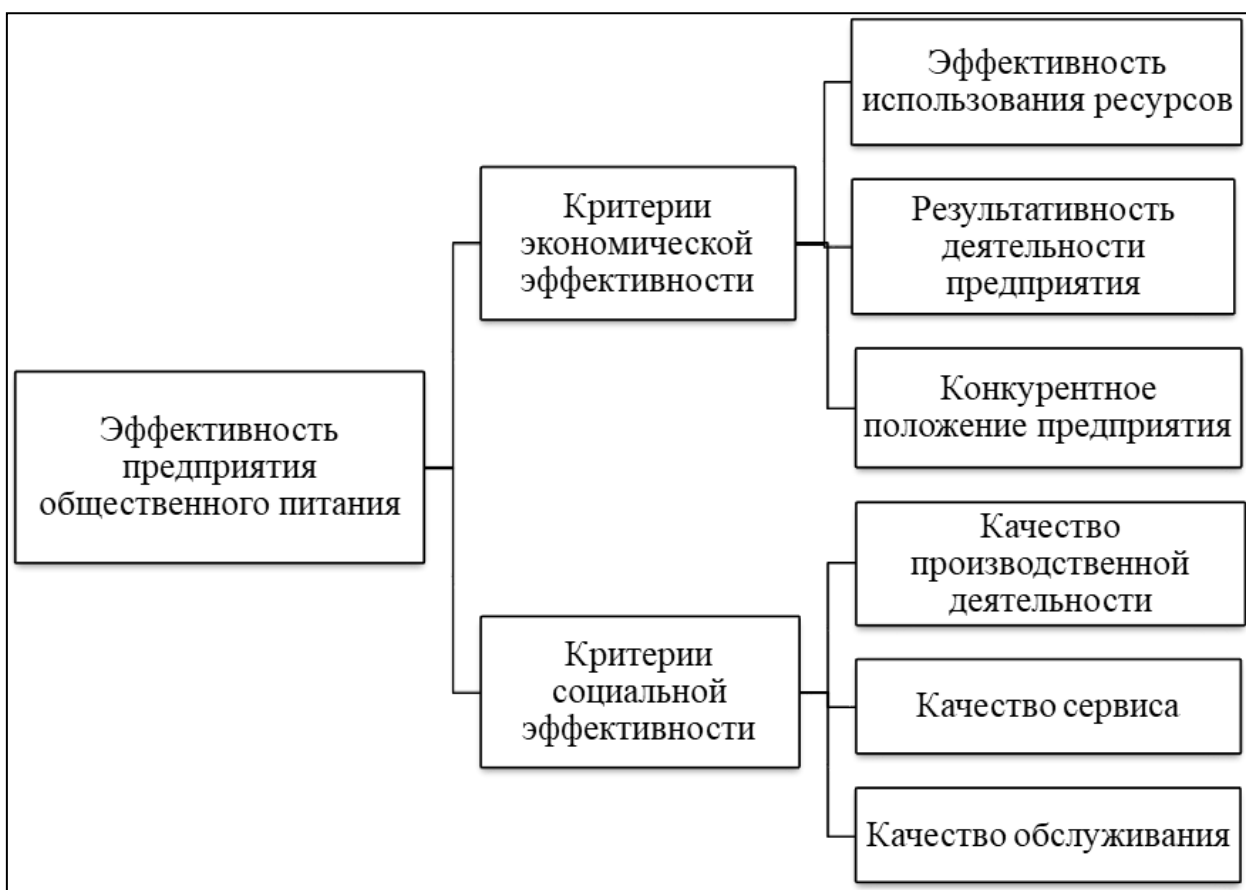 Эффективность
предприятия
общественного питания
Критерии
экономической
эффективности
Эффективность
использования ресурсов
Результативность
деятельности
предприятия
Конкурентное
положение предприятия
Критерии
социальной
эффективности
Качество
производственной
деятельности
Качество сервиса
Качество обслуживания